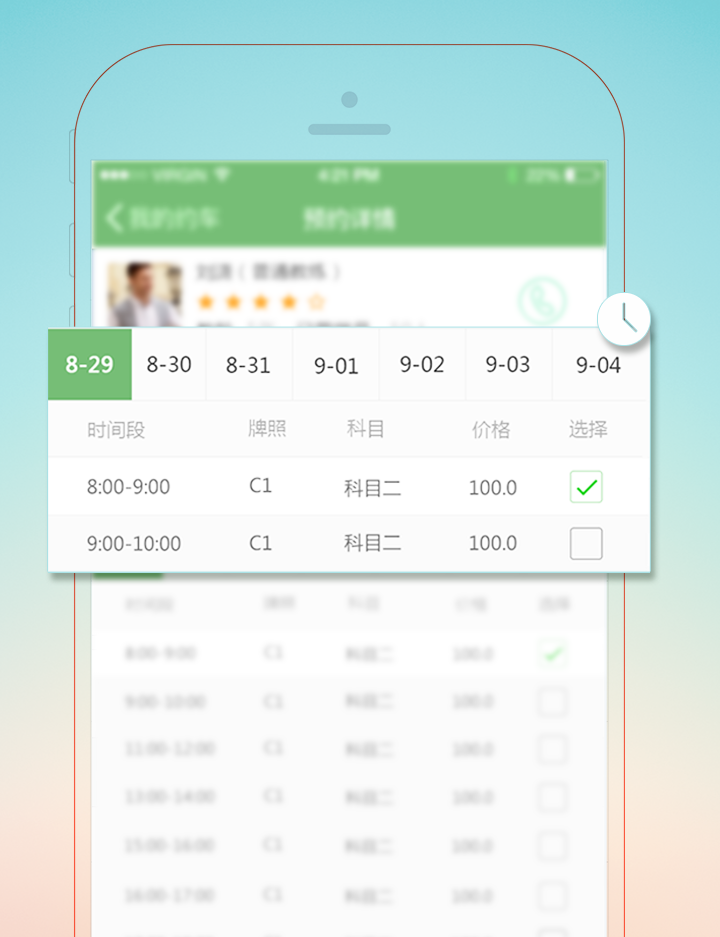 VIRGIN 4:21 PM 22%
我的约车 预约详情
8-29 8-30 8-31 9-01 9-02 9-03 9-04
时间段 牌照 科目 价格 选择
8:00-9:00 C1 科目二 100.0
9:00-10:00 C1 科目二 100.0
时间段 牌照 科目 价格 选择
8:00-9:00 C1 科目二 100.0
9:00-10:00 C1 科目二 100.0
11:00-12:00 C1 科目二 100.0
13:00-14:00 C1 科目二 100.0
15:00-16:00 C1 科目二 100.0
16:00-17:00 C1 科目二 100.0